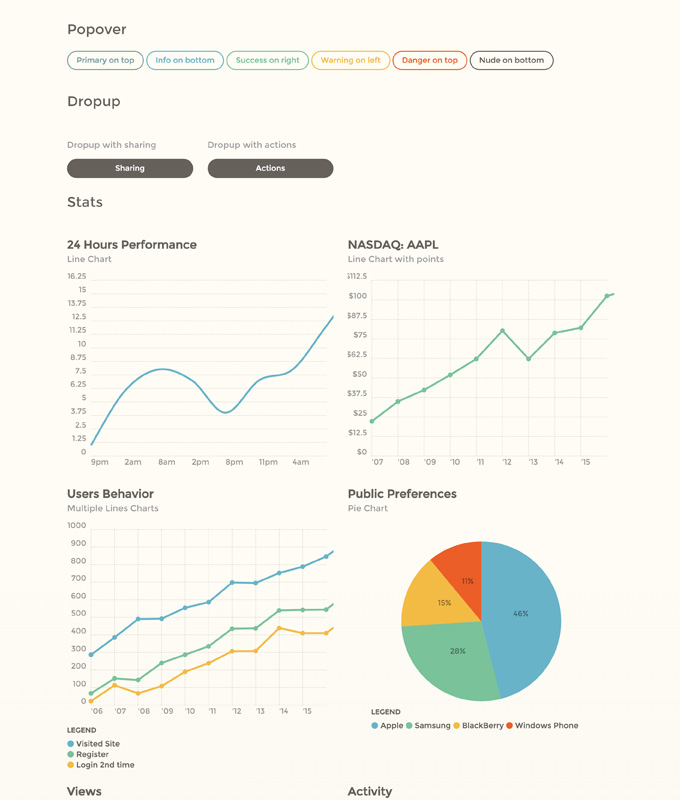 Popover
Primary on top Info on bottom Success on right Warning on left Danger on top Nude on bottom
Dropup
Dropup with sharing Dropup with actions
Sharing Actions
Stats
24 Hours Performance
Line Chart
16.25
15
13.75
12.5
11.25
10
8.75
7.5
6.25
5
3.75
2.5
1.25
0
9pm 2am 8am 2pm 8pm 11pm 4am
NASDAQ: AAPL
Line Chart with points
$112.5
$100
$87.5
$75
$62.5
$50
$37.5
$25
$12.5
$0
'07 '08 '09 '10 '11 '12 '13 '14 '15
Users Behavior
Multiple Lines Charts
1000
900
800
700
600
500
400
300
200
100
0
'06 '07 '08 '09 '10 '11 '12 '13 '14 '15
LEGEND
Visited Site
Register
Login 2nd time
Public Preferences
Pie Chart
11%
15%
46%
28%
LEGEND
Apple Samsung BlackBerry Windows Phone
Views Activity